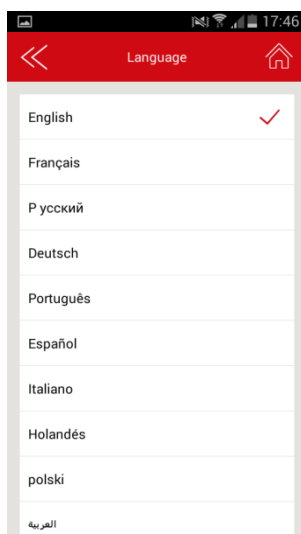 17:46
Language
English
Français
Р усский
Deutsch
Português
Español
Italiano
Holandés
polski
العربية